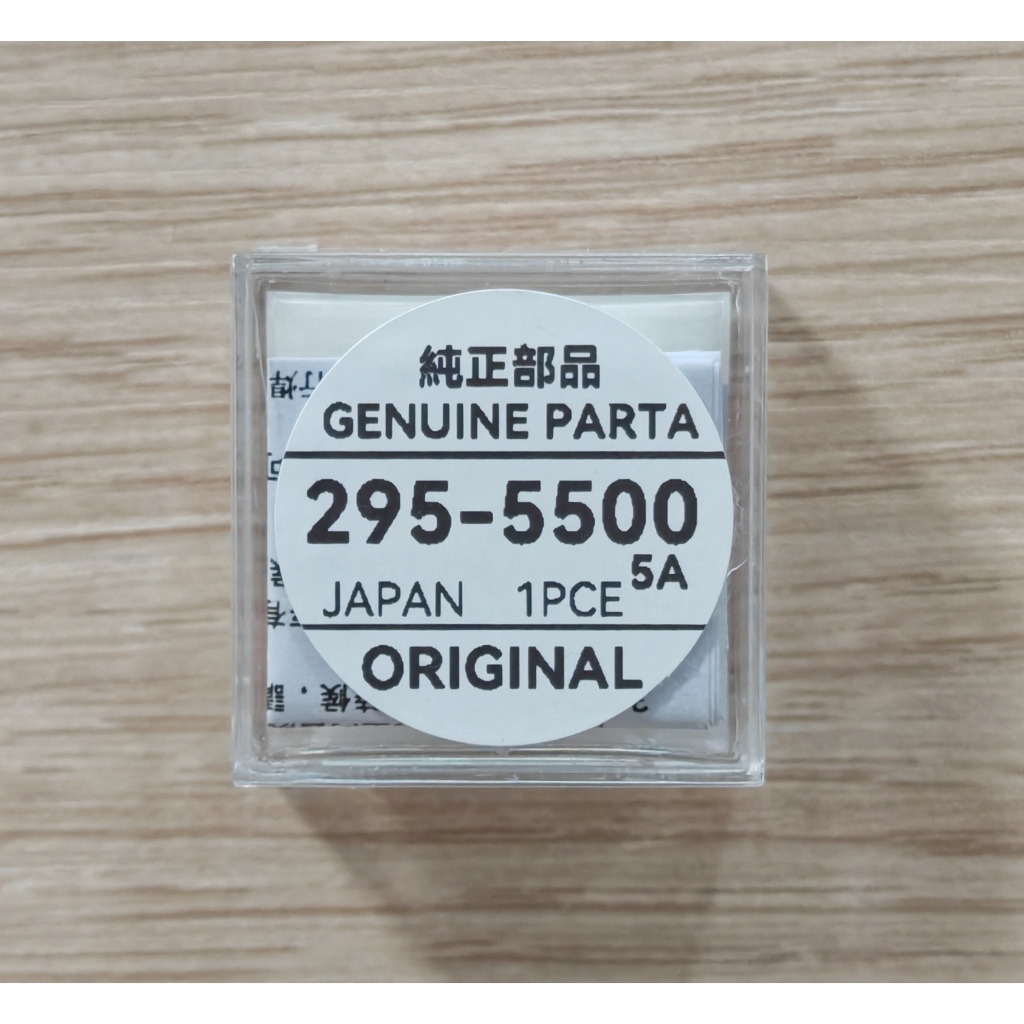 純正部品
GENUINE PARTA
295-5500
5A
JAPAN 1PCE
ORIGINAL